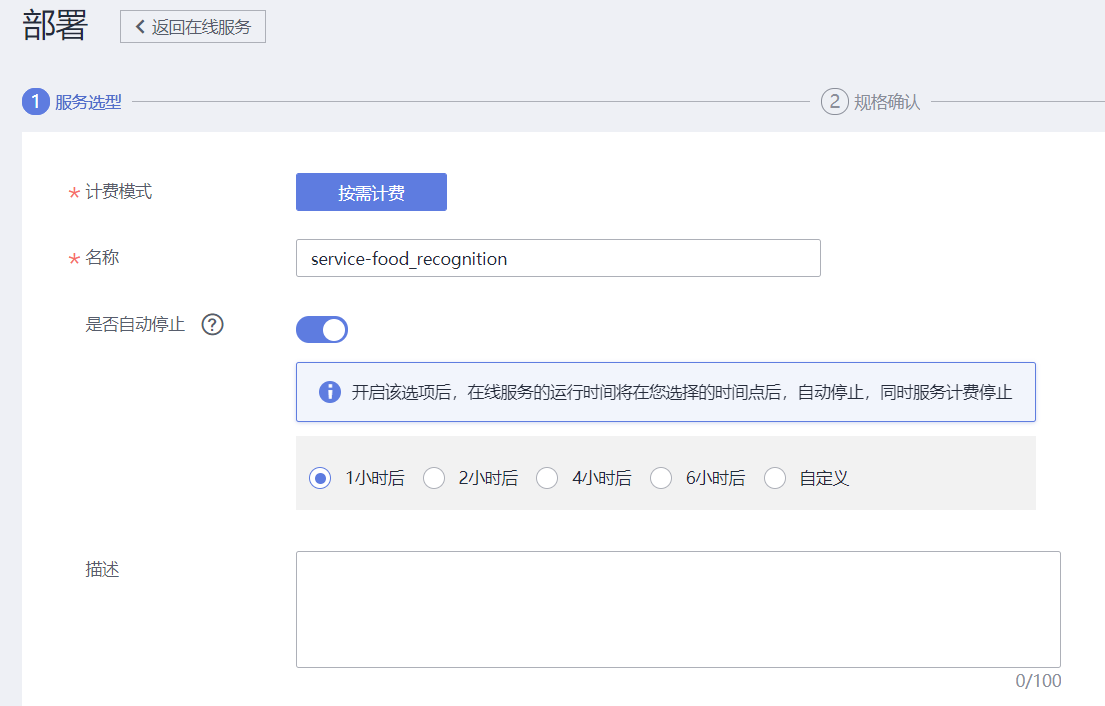 部署
返回在线服务
1 服务选型
2 规格确认
* 计费模式
按需计费
* 名称
service-food_recognition
是否自动停止 ?
开启该选项后，在线服务的运行时间将在您选择的时间点后，自动停止，同时服务计费停止
1小时后 2小时后 4小时后 6小时后 自定义
描述
0/100